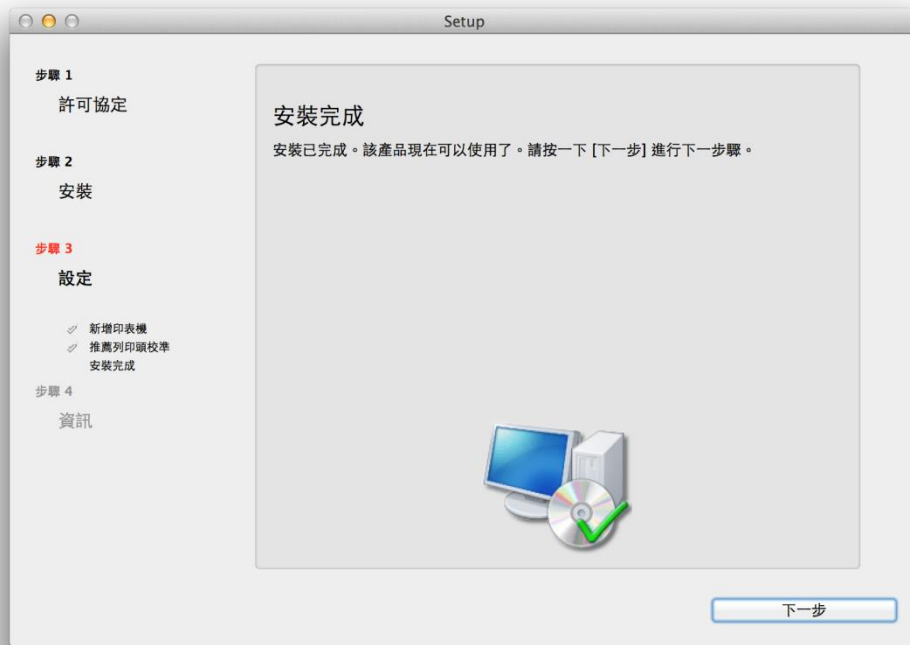 Setup
步驟 1
許可協定
步驟 2
安裝
步驟 3
設定
新增印表機
推薦列印頭校準
安裝完成
步驟 4
資訊
安裝完成
安裝已完成。該產品現在可以使用了。請按一下 [下一步] 進行下一步驟。
下一步